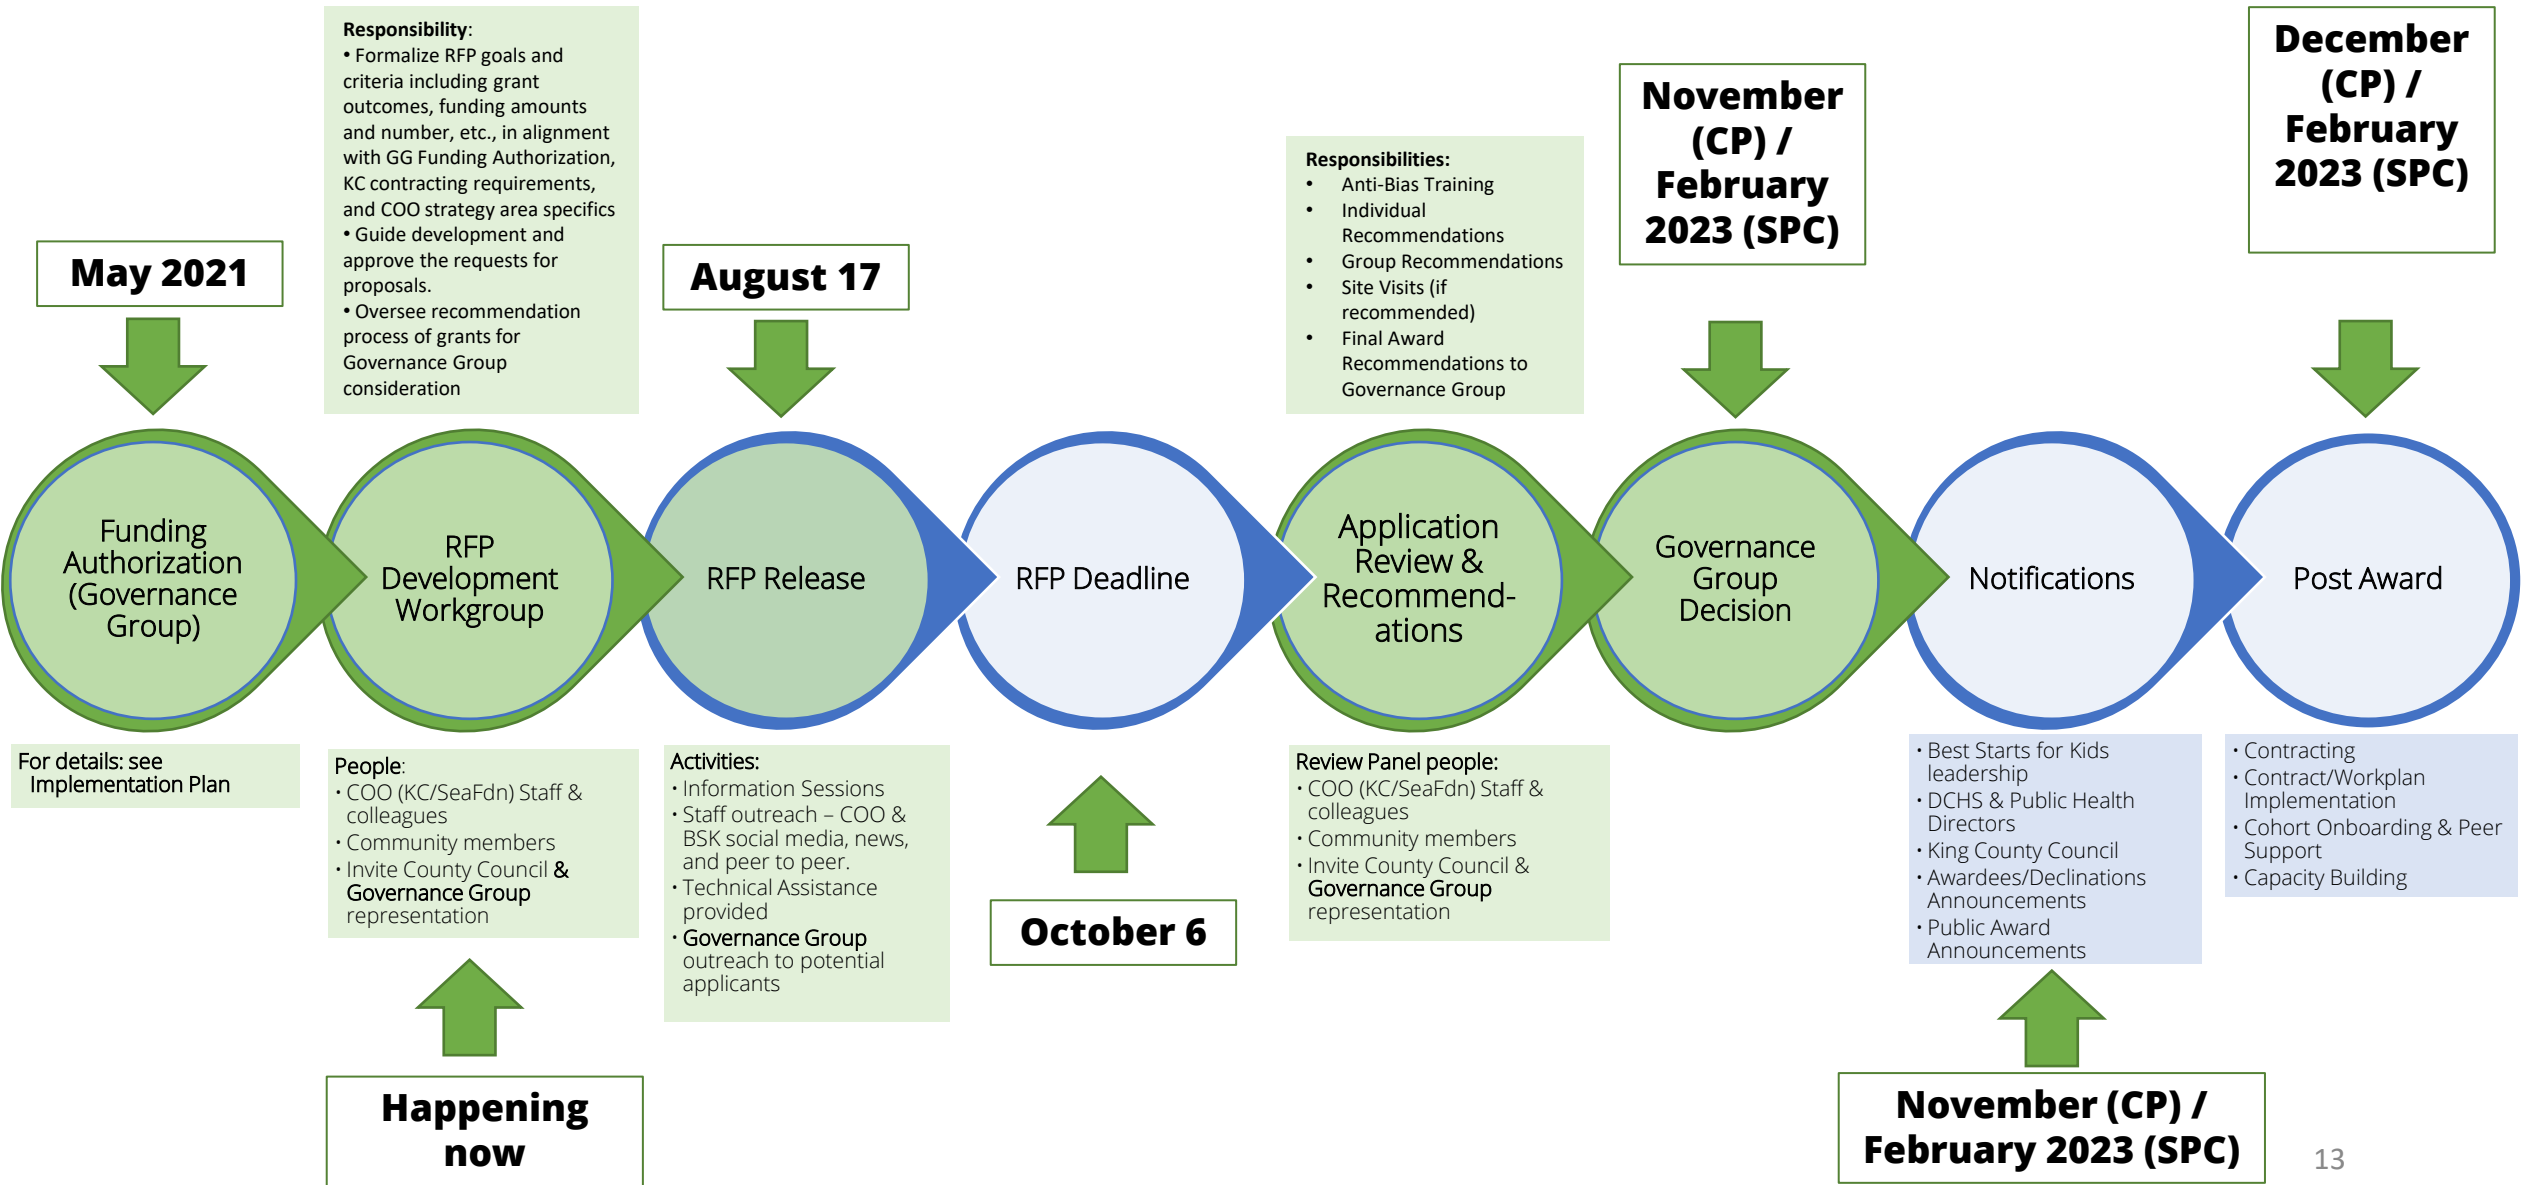 Responsibility:
• Formalize RFP goals and
criteria including grant
outcomes, funding amounts
and number, etc., in alignment
with GG Funding Authorization,
KC contracting requirements,
and COO strategy area specifics
• Guide development and
approve the requests for
proposals.
• Oversee recommendation
process of grants for
Governance Group
consideration
December
(CP) /
February
2023 (SPC)
November
(CP) /
February
2023 (SPC)
Responsibilities:
• Anti-Bias Training
• Individual
Recommendations
• Group Recommendations
• Site Visits (if
recommended)
• Final Award
Recommendations to
Governance Group
May 2021
August 17
Funding
Authorization
(Governance
Group)
RFP
Development
Workgroup
RFP Release
RFP Deadline
Application
Review &
Recommend-
ations
Governance
Group
Decision
Notifications
Post Award
For details: see
Implementation Plan
People:
• COO (KC/SeaFdn) Staff &
colleagues
• Community members
• Invite County Council &
Governance Group
representation
Activities:
• Information Sessions
• Staff outreach – COO &
BSK social media, news,
and peer to peer.
• Technical Assistance
provided
• Governance Group
outreach to potential
applicants
Review Panel people:
• COO (KC/SeaFdn) Staff &
colleagues
• Community members
• Invite County Council &
Governance Group
representation
• Best Starts for Kids
leadership
• DCHS & Public Health
Directors
• King County Council
• Awardees/Declinations
Announcements
• Public Award
Announcements
• Contracting
• Contract/Workplan
Implementation
• Cohort Onboarding & Peer
Support
• Capacity Building
October 6
Happening
now
November (CP) /
February 2023 (SPC)
13